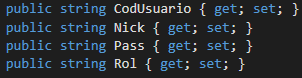 public string CodUsuario { get; set; }
public string Nick { get; set; }
public string Pass { get; set; }
public string Rol { get; set; }